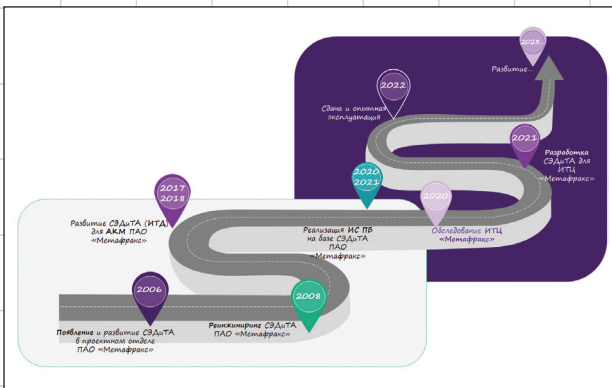 2023...
Развитие...
2022
Сдача и опытная
эксплуатация
2021
Разработка
СЭДиТА для
ИТЦ
«Метафракс»
2020
2021
Реализация ИС ПБ
на базе СЭДиТА
ПАО
«Метафракс»
2020
Обследование ИТЦ
«Метафракс»
2017
2018
Развитие СЭДиТА (ИТД)
для АКМ ПАО
«Метафракс»
2006
Появление и развитие СЭДиТА
в проектном отделе
ПАО «Метафракс»
2008
Реинжиниринг СЭДиТА
ПАО «Метафракс»